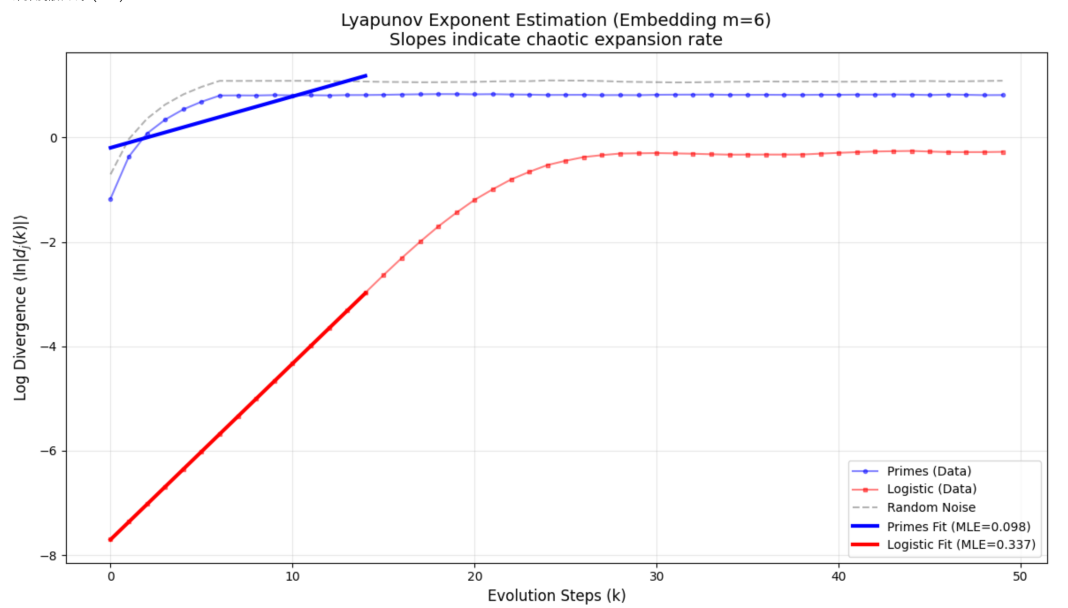 Lyapunov Exponent Estimation (Embedding m=6)
Slopes indicate chaotic expansion rate
Log Divergence ⟨ln|d_j(k)|⟩
0
−2
−4
−6
−8
0 10 20 30 40 50
Evolution Steps (k)
Primes (Data)
Logistic (Data)
Random Noise
Primes Fit (MLE=0.098)
Logistic Fit (MLE=0.337)